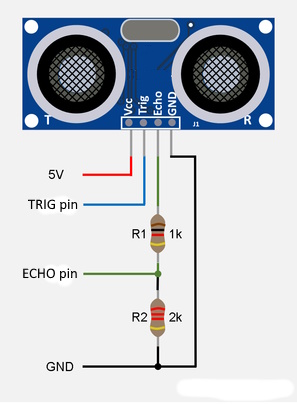 Vcc
Trig
Echo
GND
T
J1
R
5V
TRIG pin
R1 1k
ECHO pin
R2 2k
GND